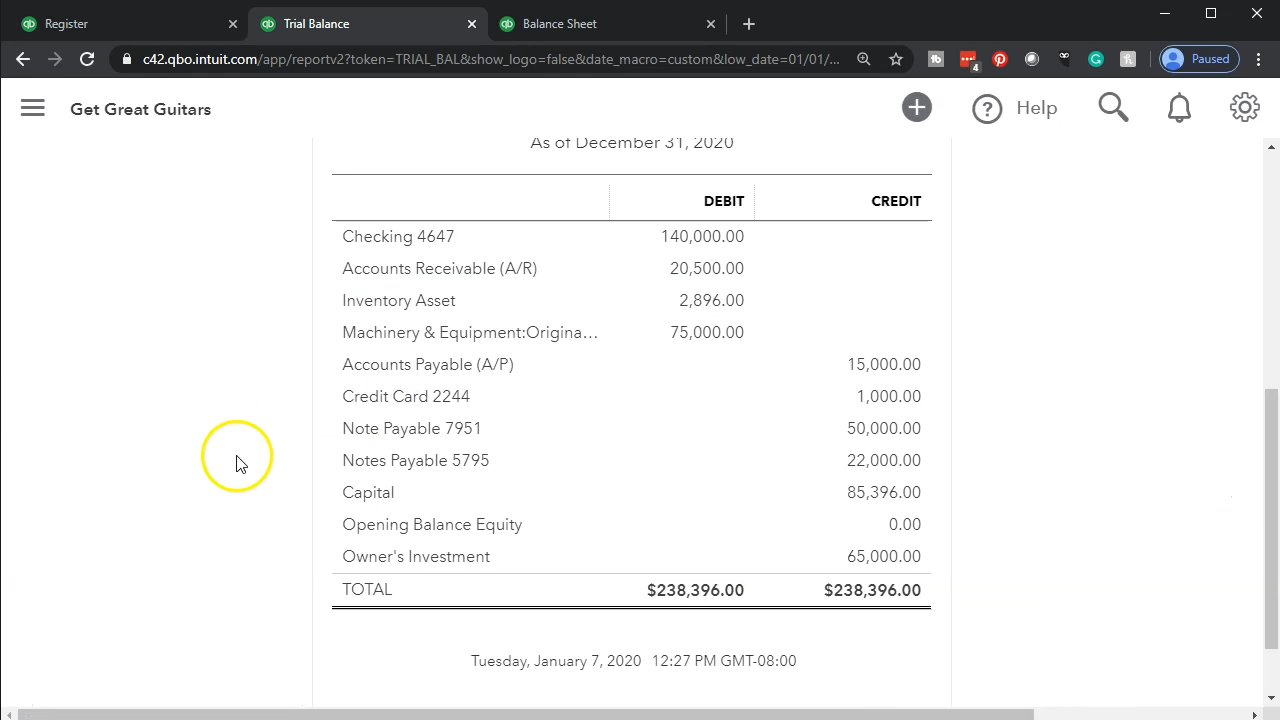 Register
Trial Balance
Balance Sheet
c42.qbo.intuit.com/app/reportv2?token=TRIAL_BAL&show_logo=false&date_macro=custom&low_date=01/01/...
4
Paused
Get Great Guitars
Help
As of December 31, 2020
DEBIT CREDIT
Checking 4647 140,000.00
Accounts Receivable (A/R) 20,500.00
Inventory Asset 2,896.00
Machinery & Equipment:Origina... 75,000.00
Accounts Payable (A/P) 15,000.00
Credit Card 2244 1,000.00
Note Payable 7951 50,000.00
Notes Payable 5795 22,000.00
Capital 85,396.00
Opening Balance Equity 0.00
Owner's Investment 65,000.00
TOTAL $238,396.00 $238,396.00
Tuesday, January 7, 2020 12:27 PM GMT-08:00